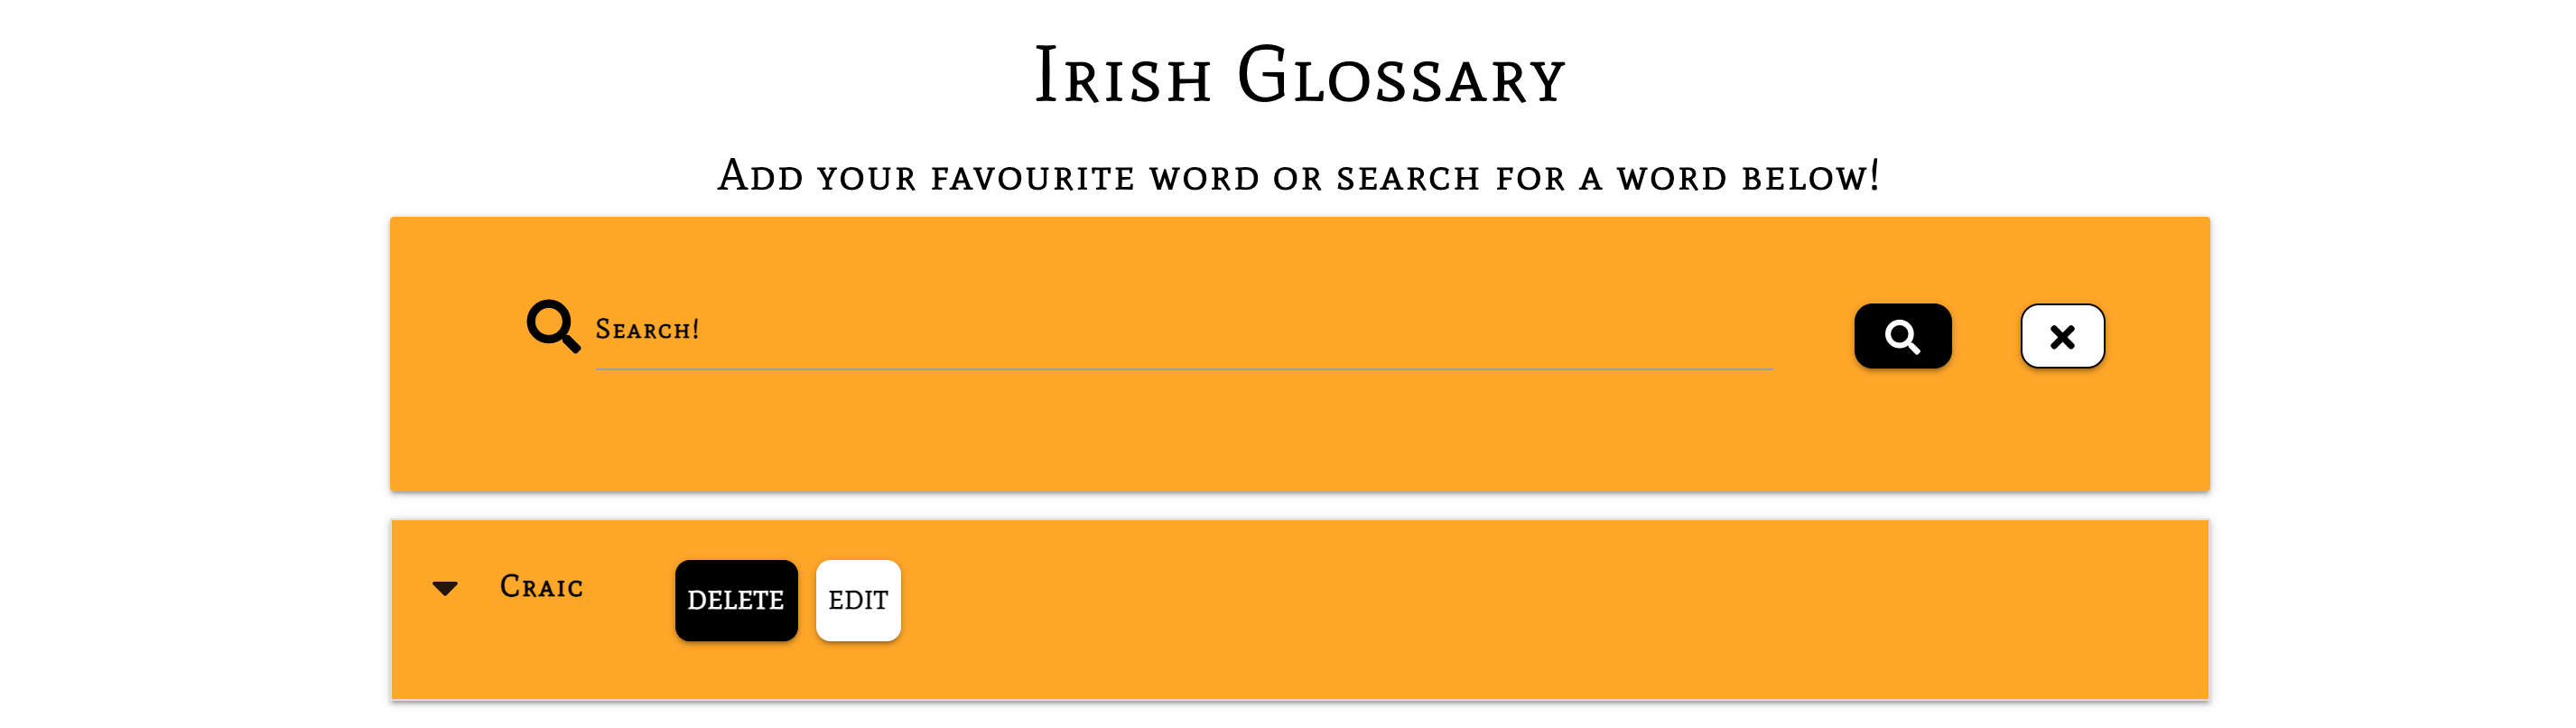 Irish Glossary
Add your favourite word or search for a word below!
Search!
Craic DELETE EDIT